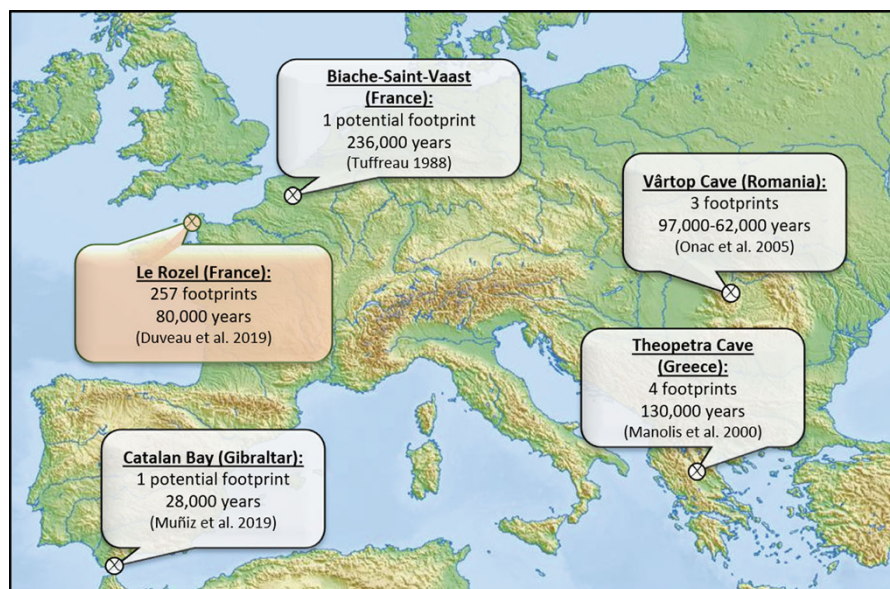 Biache-Saint-Vaast
(France):
1 potential footprint
236,000 years
(Tuffreau 1988)
Vârtop Cave (Romania):
3 footprints
97,000-62,000 years
(Onac et al. 2005)
Le Rozel (France):
257 footprints
80,000 years
(Duveau et al. 2019)
Theopetra Cave
(Greece):
4 footprints
130,000 years
(Manolis et al. 2000)
Catalan Bay (Gibraltar):
1 potential footprint
28,000 years
(Muñiz et al. 2019)